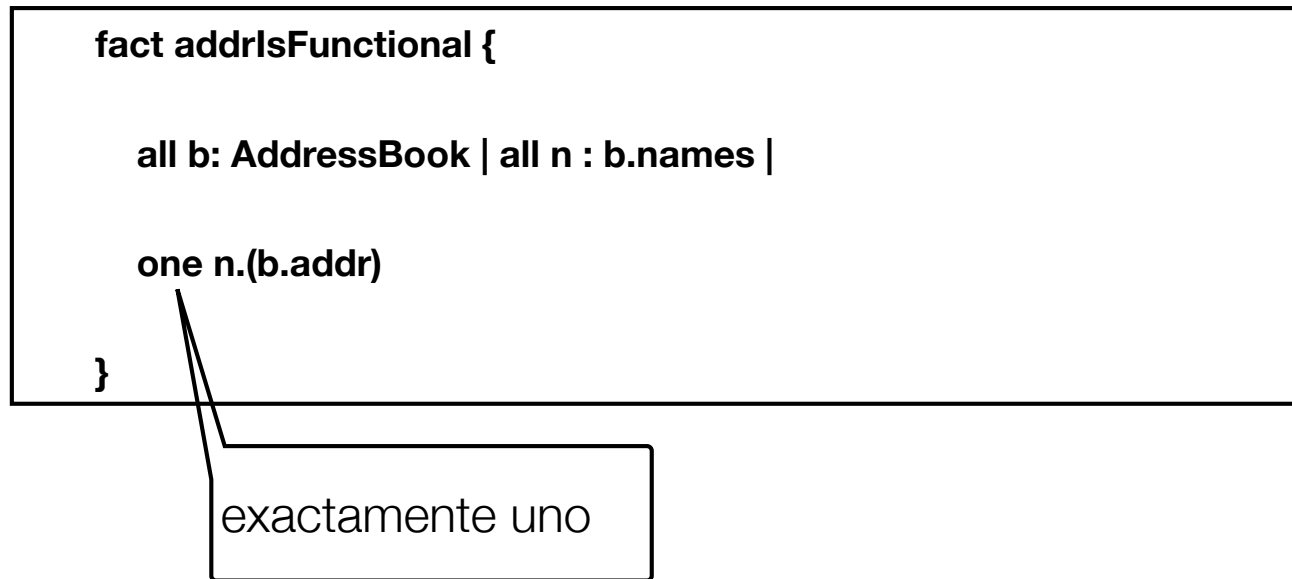 fact addrIsFunctional {
all b: AddressBook | all n : b.names |
one n.(b.addr)
}
exactamente uno